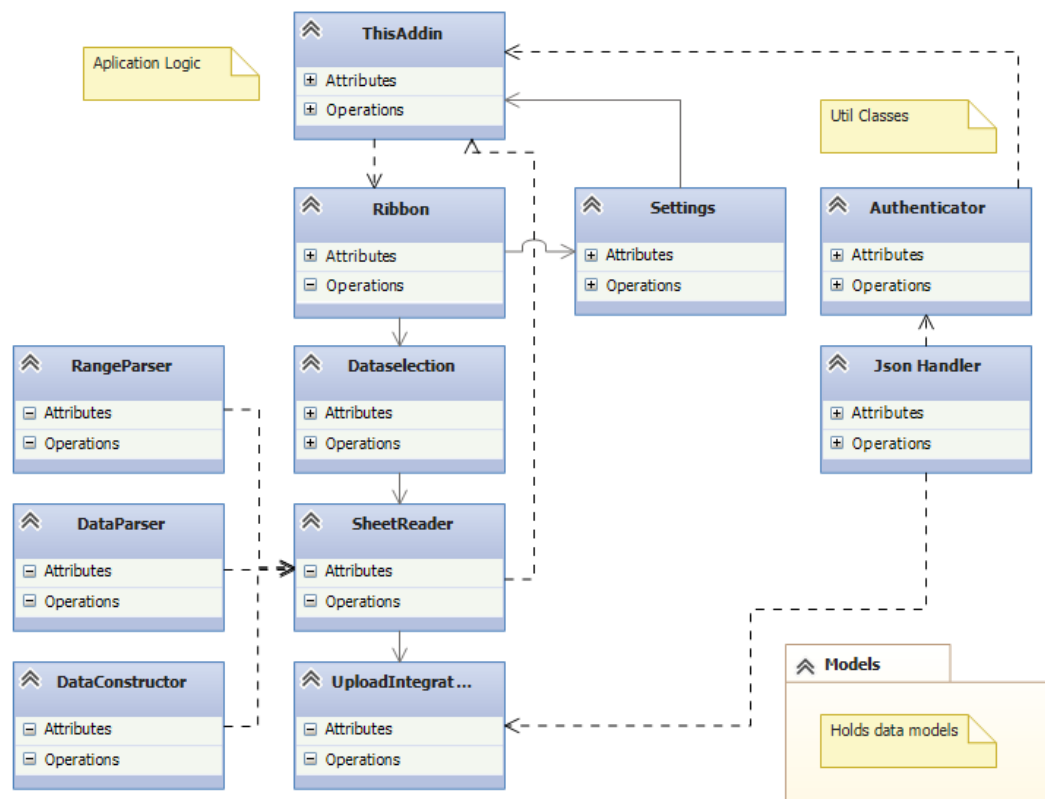 ThisAddin
Aplication Logic
Attributes
Operations
Util Classes
Ribbon
Attributes
Operations
Settings
Attributes
Operations
Authenticator
Attributes
Operations
RangeParser
Attributes
Operations
Dataselection
Attributes
Operations
Json Handler
Attributes
Operations
DataParser
Attributes
Operations
SheetReader
Attributes
Operations
DataConstructor
Attributes
Operations
UploadIntegrat...
Attributes
Operations
Models
Holds data models